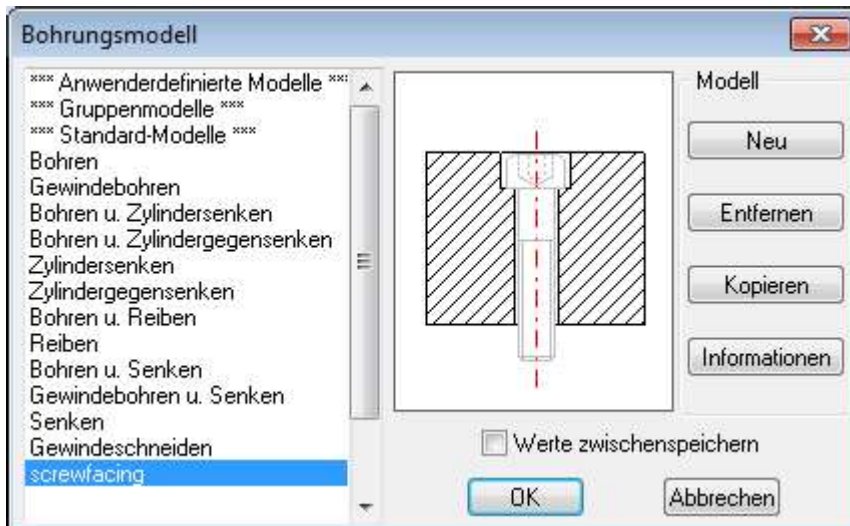 Bohrungsmodell
*** Anwenderdefinierte Modelle ***
*** Gruppenmodelle ***
*** Standard-Modelle ***
Bohren
Gewindebohren
Bohren u. Zylindersenken
Bohren u. Zylindergegensenken
Zylindersenken
Zylindergegensenken
Bohren u. Reiben
Reiben
Bohren u. Senken
Gewindebohren u. Senken
Senken
Gewindeschneiden
screwfacing
Modell
Neu
Entfernen
Kopieren
Informationen
Werte zwischenspeichern
OK
Abbrechen